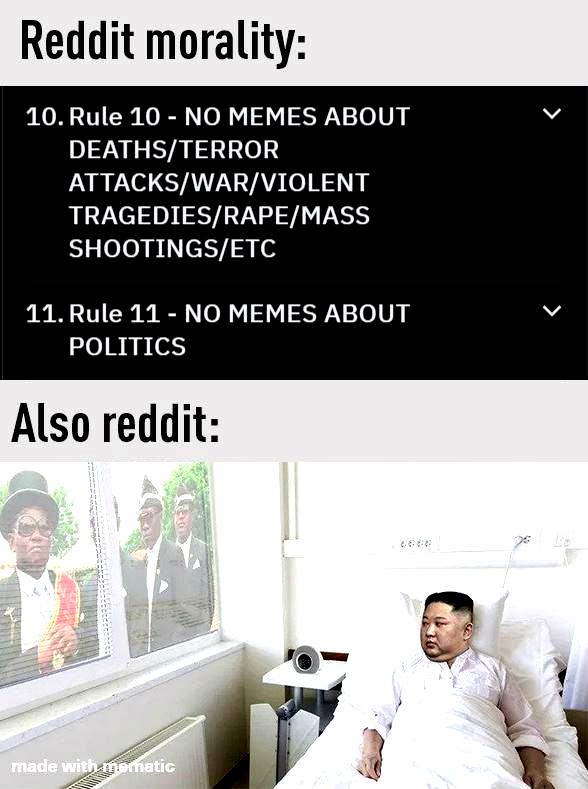 Reddit morality:
10. Rule 10 - NO MEMES ABOUT
DEATHS/TERROR
ATTACKS/WAR/VIOLENT
TRAGEDIES/RAPE/MASS
SHOOTINGS/ETC
11. Rule 11 - NO MEMES ABOUT
POLITICS
Also reddit:
made with mematic